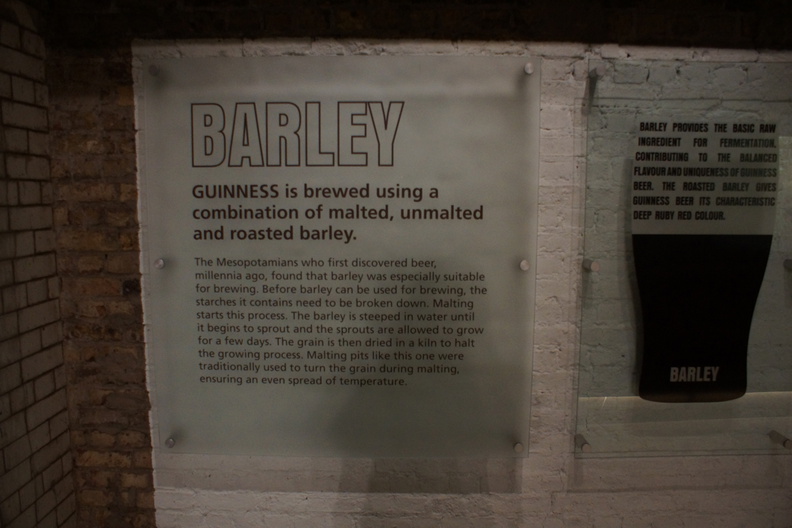 BARLEY
GUINNESS is brewed using a
combination of malted, unmalted
and roasted barley.
The Mesopotamians who first discovered beer,
millennia ago, found that barley was especially suitable
for brewing. Before barley can be used for brewing, the
starches it contains need to be broken down. Malting
starts this process. The barley is steeped in water until
it begins to sprout and the sprouts are allowed to grow
for a few days. The grain is then dried in a kiln to halt
the growing process. Malting pits like this one were
traditionally used to turn the grain during malting,
ensuring an even spread of temperature.
BARLEY PROVIDES THE BASIC RAW
INGREDIENT FOR FERMENTATION,
CONTRIBUTING TO THE BALANCED
FLAVOUR AND UNIQUENESS OF GUINNESS
BEER. THE ROASTED BARLEY GIVES
GUINNESS BEER ITS CHARACTERISTIC
DEEP RUBY RED COLOUR.
BARLEY